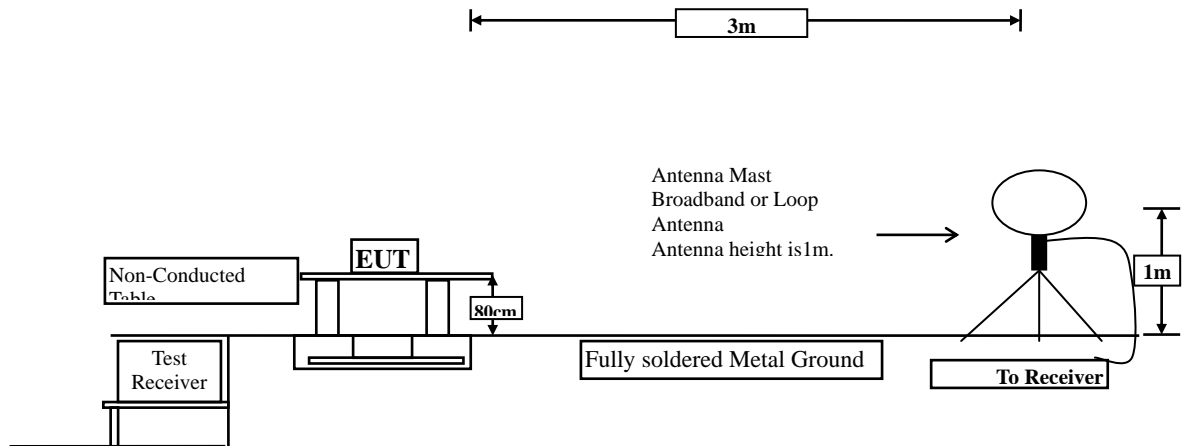 3m
Antenna Mast
Broadband or Loop
Antenna
Antenna height is1m.
EUT
Non-Conducted
Table
80cm
1m
Test
Receiver
Fully soldered Metal Ground
To Receiver